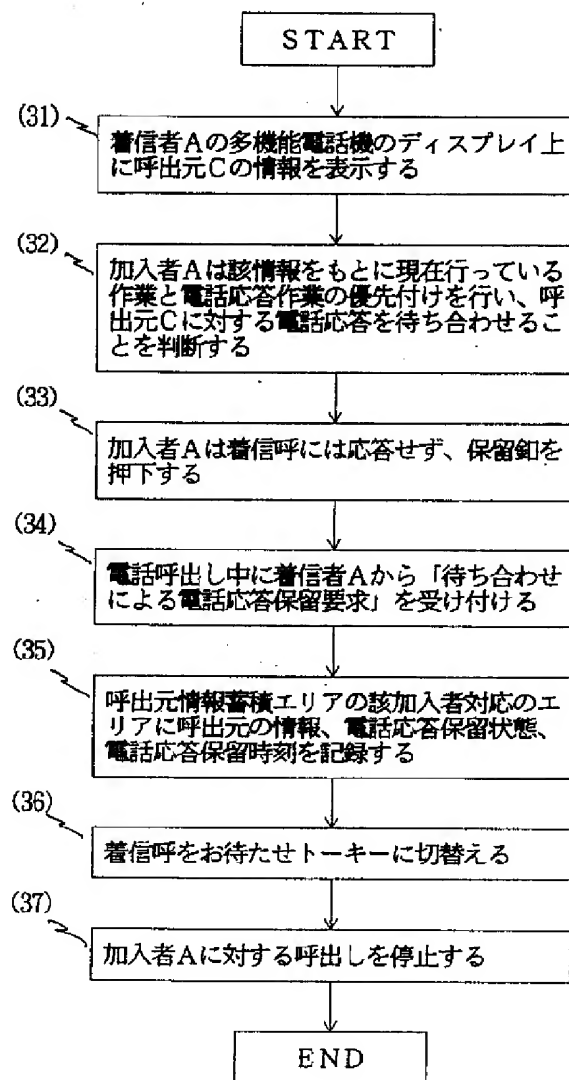 START
(31)
着信者Aの多機能電話機のディスプレイ上
に呼出元Cの情報を表示する
(32)
加入者Aは該情報をもとに現在行っている
作業と電話応答作業の優先付けを行い、呼
出元Cに対する電話応答を待ち合わせるこ
とを判断する
(33)
加入者Aは着信呼には応答せず、保留釦を
押下する
(34)
電話呼出し中に着信者Aから「待ち合わせ
による電話応答保留要求」を受け付ける
(35)
呼出元情報蓄積エリアの該加入者対応のエ
リアに呼出元の情報、電話応答保留状態、
電話応答保留時刻を記録する
(36)
着信呼をお待たせトーキーに切替える
(37)
加入者Aに対する呼出しを停止する
END